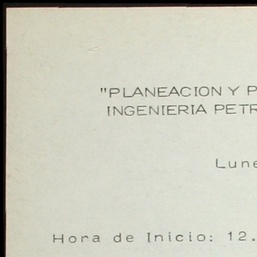 "PLANEACION Y P
INGENIERIA PETR
Lune
Hora de Inicio: 12.